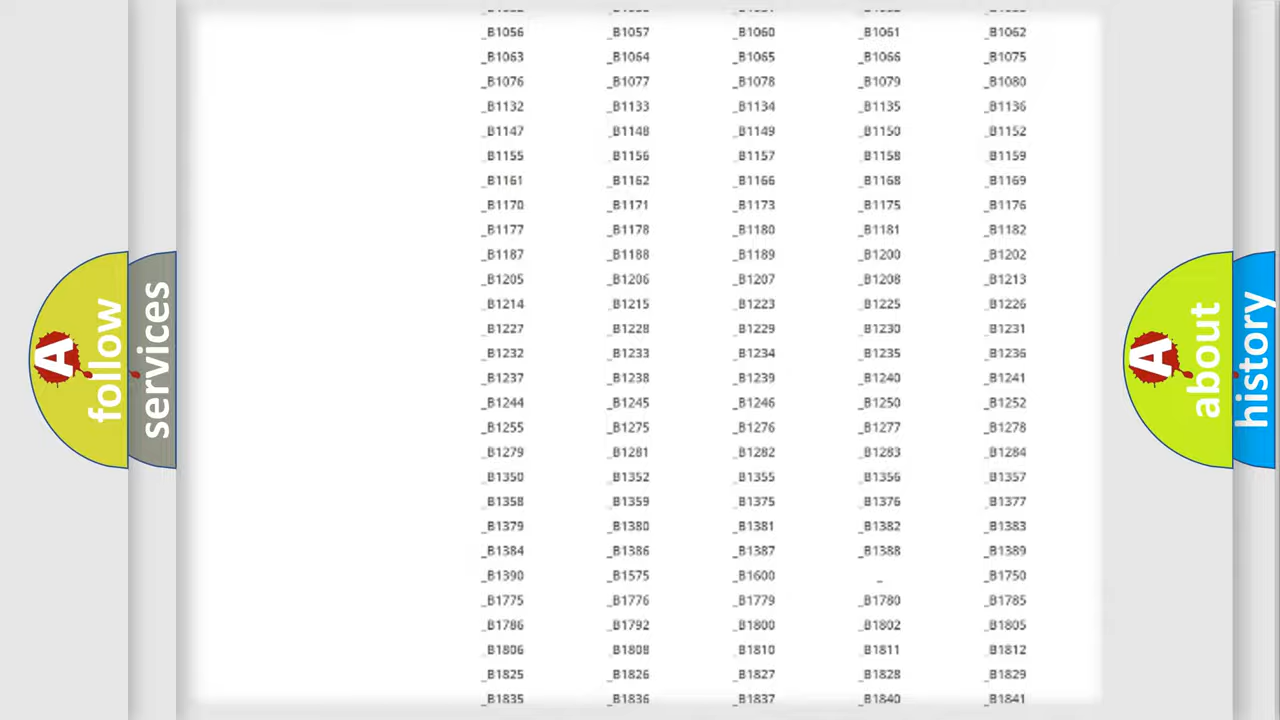 _B1056 _B1057 _B1060 _B1061 _B1062
_B1063 _B1064 _B1065 _B1066 _B1075
_B1076 _B1077 _B1078 _B1079 _B1080
_B1132 _B1133 _B1134 _B1135 _B1136
_B1147 _B1148 _B1149 _B1150 _B1152
_B1155 _B1156 _B1157 _B1158 _B1159
_B1161 _B1162 _B1166 _B1168 _B1169
_B1170 _B1171 _B1173 _B1175 _B1176
_B1177 _B1178 _B1180 _B1181 _B1182
_B1187 _B1188 _B1189 _B1200 _B1202
_B1205 _B1206 _B1207 _B1208 _B1213
_B1214 _B1215 _B1223 _B1225 _B1226
_B1227 _B1228 _B1229 _B1230 _B1231
_B1232 _B1233 _B1234 _B1235 _B1236
_B1237 _B1238 _B1239 _B1240 _B1241
_B1244 _B1245 _B1246 _B1250 _B1252
_B1255 _B1275 _B1276 _B1277 _B1278
_B1279 _B1281 _B1282 _B1283 _B1284
_B1350 _B1352 _B1355 _B1356 _B1357
_B1358 _B1359 _B1375 _B1376 _B1377
_B1379 _B1380 _B1381 _B1382 _B1383
_B1384 _B1386 _B1387 _B1388 _B1389
_B1390 _B1575 _B1600 _ _B1750
_B1775 _B1776 _B1779 _B1780 _B1785
_B1786 _B1792 _B1800 _B1802 _B1805
_B1806 _B1808 _B1810 _B1811 _B1812
_B1825 _B1826 _B1827 _B1828 _B1829
_B1835 _B1836 _B1837 _B1840 _B1841
A follow
services
A about
history